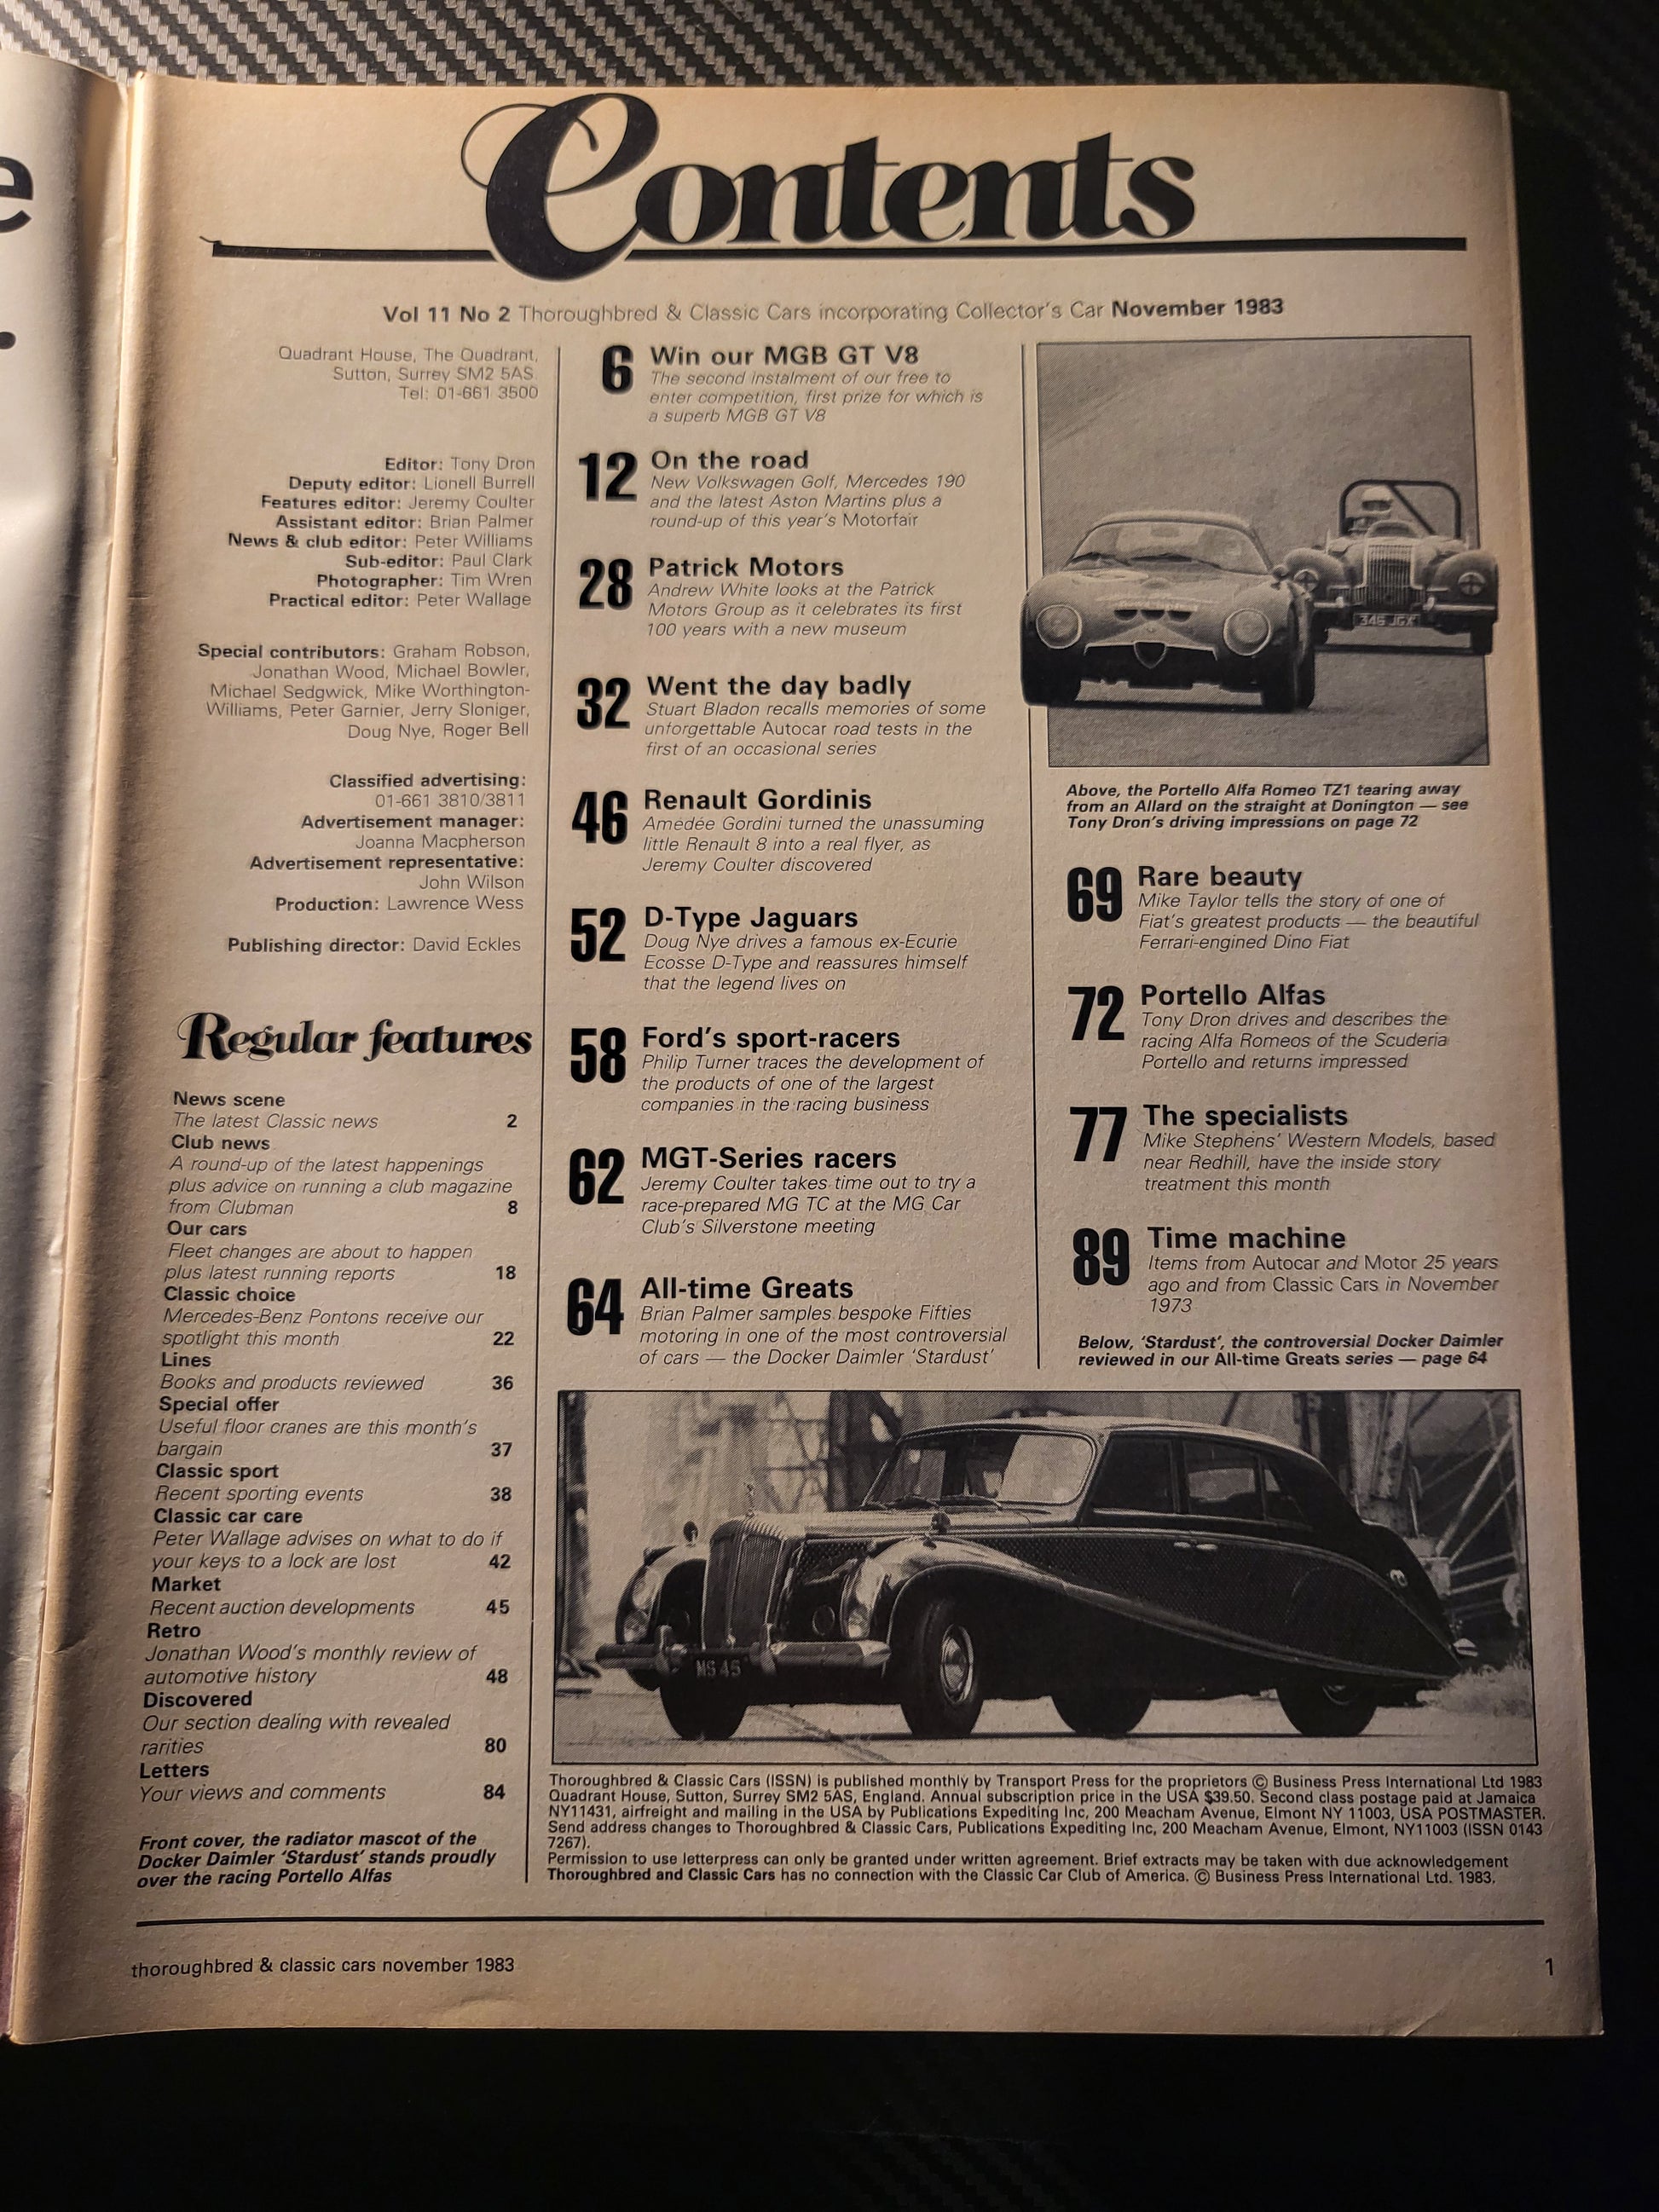 e
.
Contents
Vol 11 No 2 Thoroughbred & Classic Cars incorporating Collector's Car November 1983
Quadrant House, The Quadrant,
Sutton, Surrey SM2 5AS.
Tel: 01-661 3500
Editor: Tony Dron
Deputy editor: Lionell Burrell
Features editor: Jeremy Coulter
Assistant editor: Brian Palmer
News & club editor: Peter Williams
Sub-editor: Paul Clark
Photographer: Tim Wren
Practical editor: Peter Wallage
Special contributors: Graham Robson,
Jonathan Wood, Michael Bowler,
Michael Sedgwick, Mike Worthington-
Williams, Peter Garnier, Jerry Sloniger,
Doug Nye, Roger Bell
Classified advertising:
01-661 3810/3811
Advertisement manager:
Joanna Macpherson
Advertisement representative:
John Wilson
Production: Lawrence Wess
Publishing director: David Eckles
Regular features
News scene
The latest Classic news 2
Club news
A round-up of the latest happenings
plus advice on running a club magazine
from Clubman 8
Our cars
Fleet changes are about to happen
plus latest running reports 18
Classic choice
Mercedes-Benz Pontons receive our
spotlight this month 22
Lines
Books and products reviewed 36
Special offer
Useful floor cranes are this month's
bargain 37
Classic sport
Recent sporting events 38
Classic car care
Peter Wallage advises on what to do if
your keys to a lock are lost 42
Market
Recent auction developments 45
Retro
Jonathan Wood's monthly review of
automotive history 48
Discovered
Our section dealing with revealed
rarities 80
Letters
Your views and comments 84
Front cover, the radiator mascot of the
Docker Daimler 'Stardust' stands proudly
over the racing Portello Alfas
6 Win our MGB GT V8
The second instalment of our free to
enter competition, first prize for which is
a superb MGB GT V8
12 On the road
New Volkswagen Golf, Mercedes 190
and the latest Aston Martins plus a
round-up of this year's Motorfair
28 Patrick Motors
Andrew White looks at the Patrick
Motors Group as it celebrates its first
100 years with a new museum
32 Went the day badly
Stuart Bladon recalls memories of some
unforgettable Autocar road tests in the
first of an occasional series
46 Renault Gordinis
Amédée Gordini turned the unassuming
little Renault 8 into a real flyer, as
Jeremy Coulter discovered
52 D-Type Jaguars
Doug Nye drives a famous ex-Ecurie
Ecosse D-Type and reassures himself
that the legend lives on
58 Ford's sport-racers
Philip Turner traces the development of
the products of one of the largest
companies in the racing business
62 MGT-Series racers
Jeremy Coulter takes time out to try a
race-prepared MG TC at the MG Car
Club's Silverstone meeting
64 All-time Greats
Brian Palmer samples bespoke Fifties
motoring in one of the most controversial
of cars — the Docker Daimler 'Stardust'
346 JGX
Above, the Portello Alfa Romeo TZ1 tearing away
from an Allard on the straight at Donington — see
Tony Dron's driving impressions on page 72
69 Rare beauty
Mike Taylor tells the story of one of
Fiat's greatest products — the beautiful
Ferrari-engined Dino Fiat
72 Portello Alfas
Tony Dron drives and describes the
racing Alfa Romeos of the Scuderia
Portello and returns impressed
77 The specialists
Mike Stephens' Western Models, based
near Redhill, have the inside story
treatment this month
89 Time machine
Items from Autocar and Motor 25 years
ago and from Classic Cars in November
1973
Below, 'Stardust', the controversial Docker Daimler
reviewed in our All-time Greats series — page 64
MS 45
Thoroughbred & Classic Cars (ISSN) is published monthly by Transport Press for the proprietors © Business Press International Ltd 1983
Quadrant House, Sutton, Surrey SM2 5AS, England. Annual subscription price in the USA $39.50. Second class postage paid at Jamaica
NY11431, airfreight and mailing in the USA by Publications Expediting Inc, 200 Meacham Avenue, Elmont NY 11003, USA POSTMASTER.
Send address changes to Thoroughbred & Classic Cars, Publications Expediting Inc, 200 Meacham Avenue, Elmont, NY11003 (ISSN 0143
7267).
Permission to use letterpress can only be granted under written agreement. Brief extracts may be taken with due acknowledgement
Thoroughbred and Classic Cars has no connection with the Classic Car Club of America. © Business Press International Ltd. 1983.
thoroughbred & classic cars november 1983
1